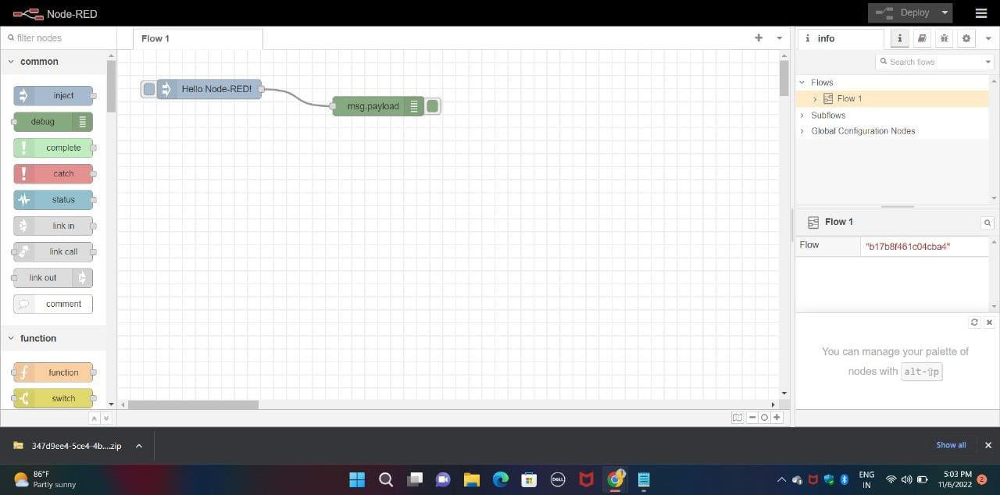 Node-RED
Deploy
filter nodes
Flow 1
info
i
i
Search flows
common
inject
debug
complete
catch
status
link in
link call
link out
comment
function
function
switch
Hello Node-RED!
msg.payload
Flows
Flow 1
Subflows
Global Configuration Nodes
Flow 1
Flow "b17b8f461c04cba4"
You can manage your palette of
nodes with alt-⇧p
347d9ee4-5ce4-4b....zip
Show all
86°F
Partly sunny
DELL
ENG
IN
5:03 PM
11/6/2022
2